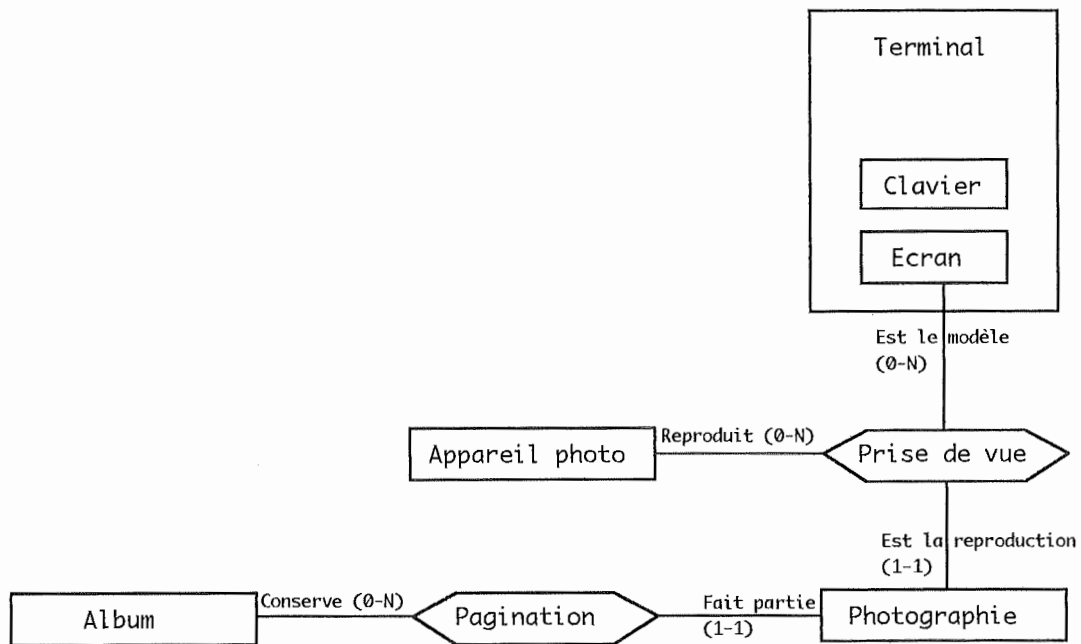 Terminal
Clavier
Ecran
Est le modèle
(0-N)
Appareil photo
Reproduit (0-N)
Prise de vue
Est la reproduction
(1-1)
Album
Conserve (0-N)
Pagination
Fait partie
(1-1)
Photographie